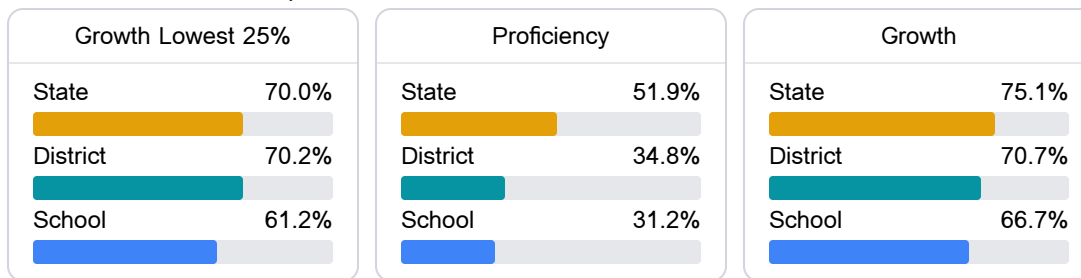 Growth Lowest 25%
State 70.0%
District 70.2%
School 61.2%
Proficiency
State 51.9%
District 34.8%
School 31.2%
Growth
State 75.1%
District 70.7%
School 66.7%